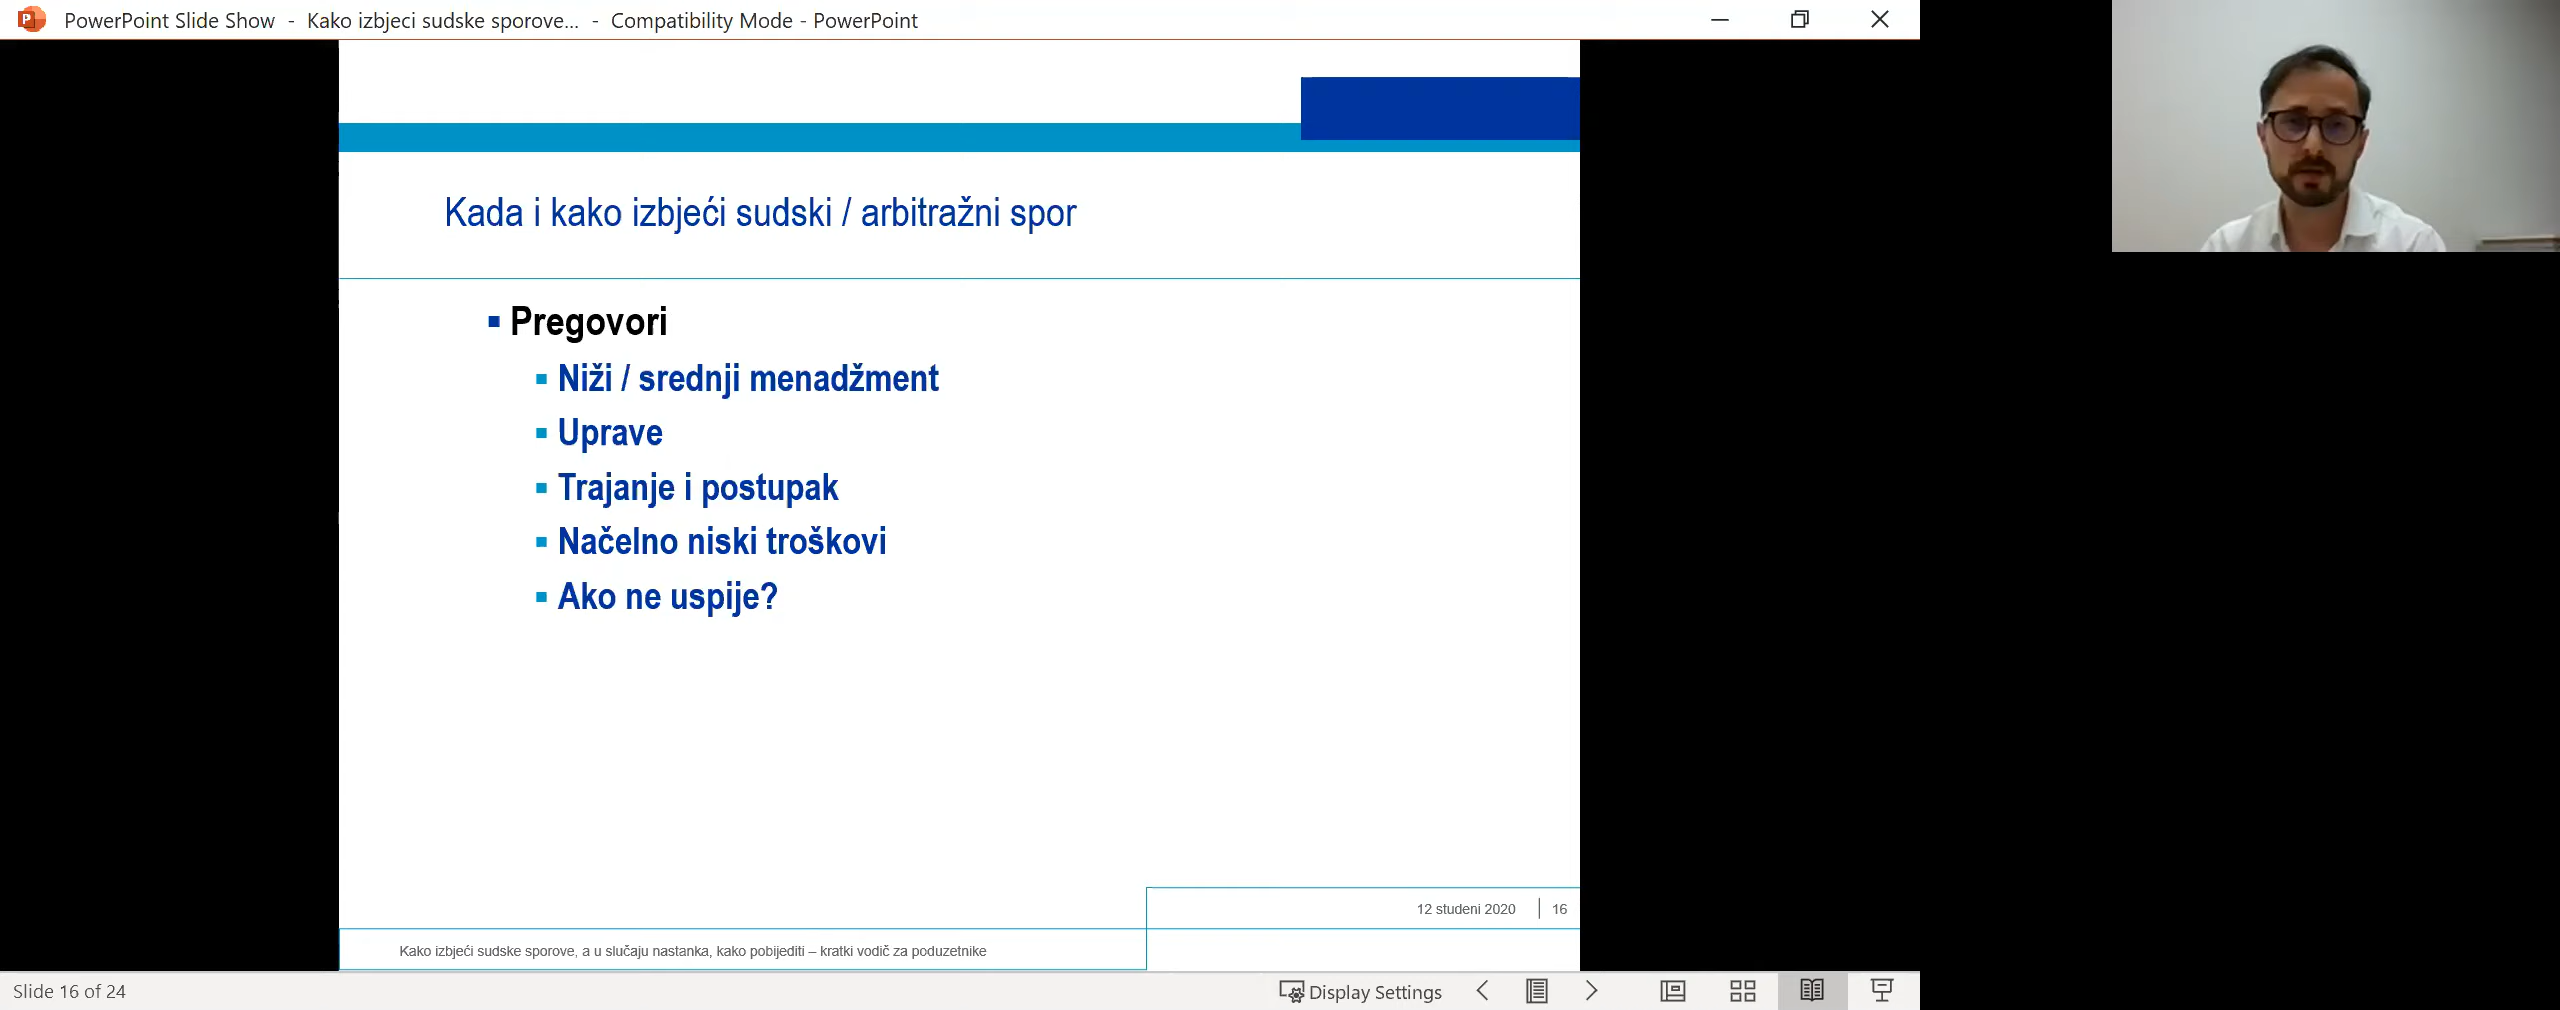 PowerPoint Slide Show - Kako izbjeci sudske sporove... - Compatibility Mode - PowerPoint
Kada i kako izbjeći sudski / arbitražni spor
Pregovori
Niži / srednji menadžment
Uprave
Trajanje i postupak
Načelno niski troškovi
Ako ne uspije?
12 studeni 2020 | 16
Kako izbjeći sudske sporove, a u slučaju nastanka, kako pobijediti – kratki vodič za poduzetnike
Slide 16 of 24
Display Settings